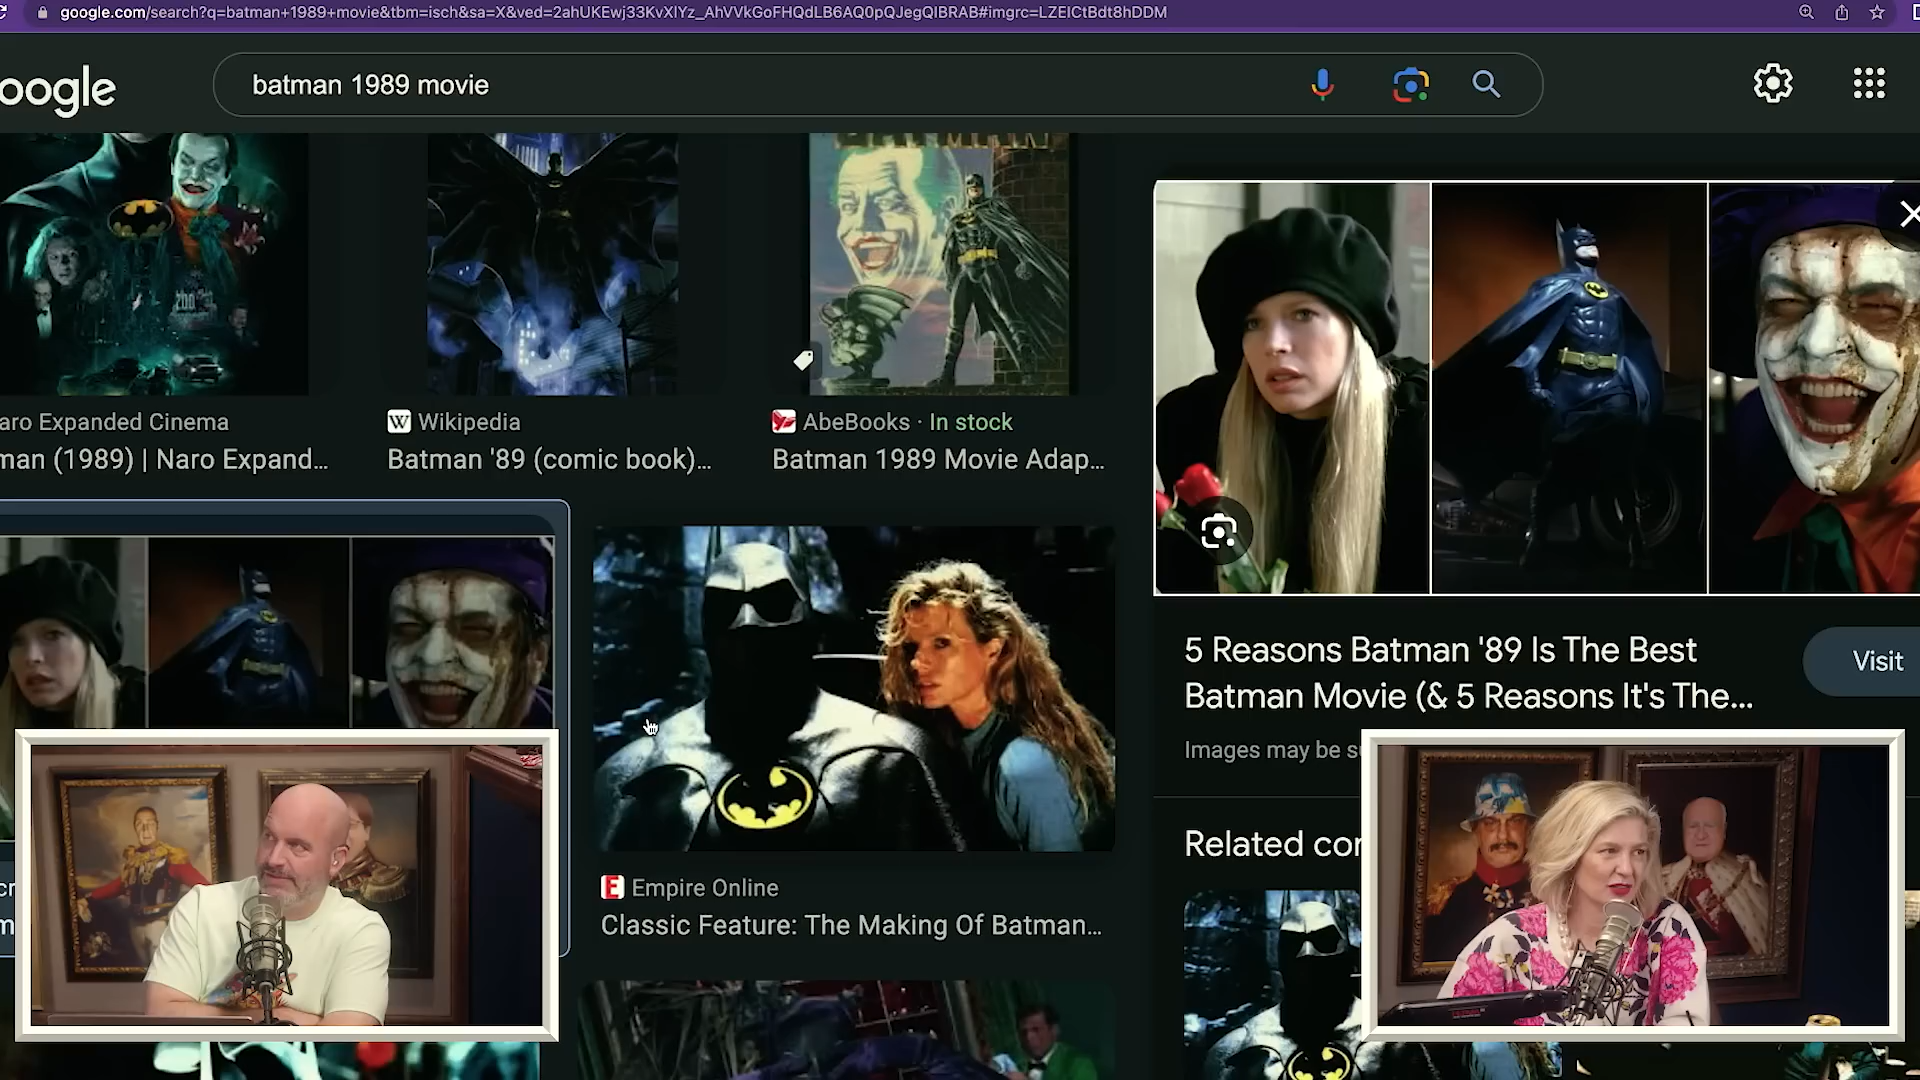 google.com/search?q=batman+1989+movie&tbm=isch&sa=X&ved=2ahUKEwj33KvXlYz_AhVVkGoFHQdLB6AQ0pQJegQIBRAB#imgrc=LZEICtBdt8hDDM
oogle
batman 1989 movie
aro Expanded Cinema
man (1989) | Naro Expand...
W Wikipedia
Batman '89 (comic book)...
AbeBooks · In stock
Batman 1989 Movie Adap...
5 Reasons Batman '89 Is The Best
Batman Movie (& 5 Reasons It's The...
Visit
Images may be su
Related con
E Empire Online
Classic Feature: The Making Of Batman...